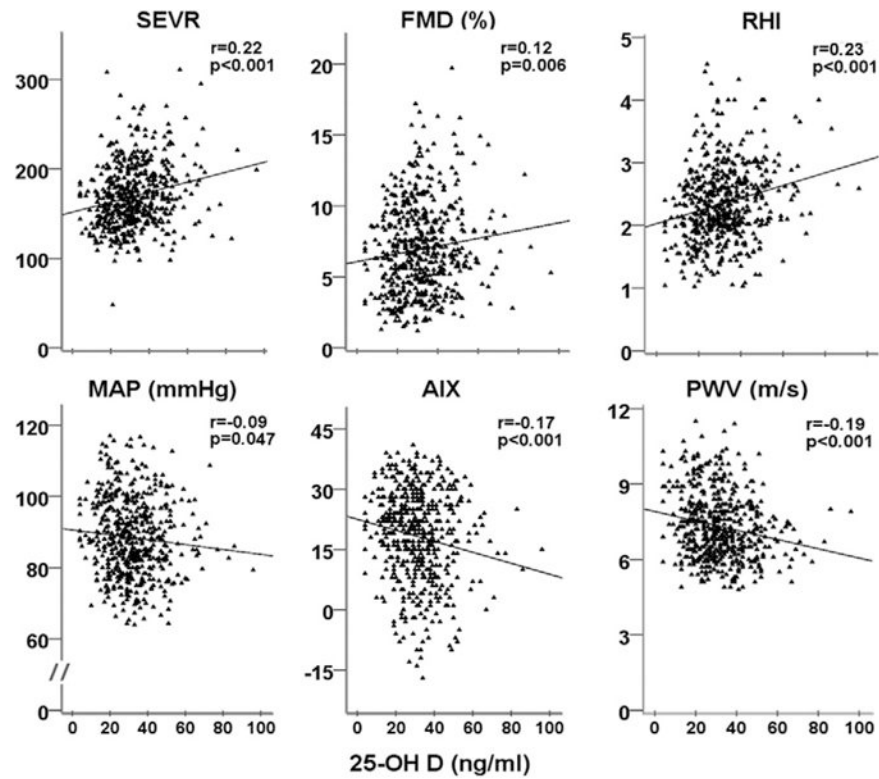 SEVR
r=0.22
p<0.001
300
200
100
0
FMD (%)
r=0.12
p=0.006
20
15
10
5
0
RHI
r=0.23
p<0.001
5
4
3
2
1
0
MAP (mmHg)
r=-0.09
p=0.047
120
100
80
60
//
0
0 20 40 60 80 100
AIX
r=-0.17
p<0.001
45
30
15
0
-15
0 20 40 60 80 100
PWV (m/s)
r=-0.19
p<0.001
12
9
6
3
0
0 20 40 60 80 100
25-OH D (ng/ml)